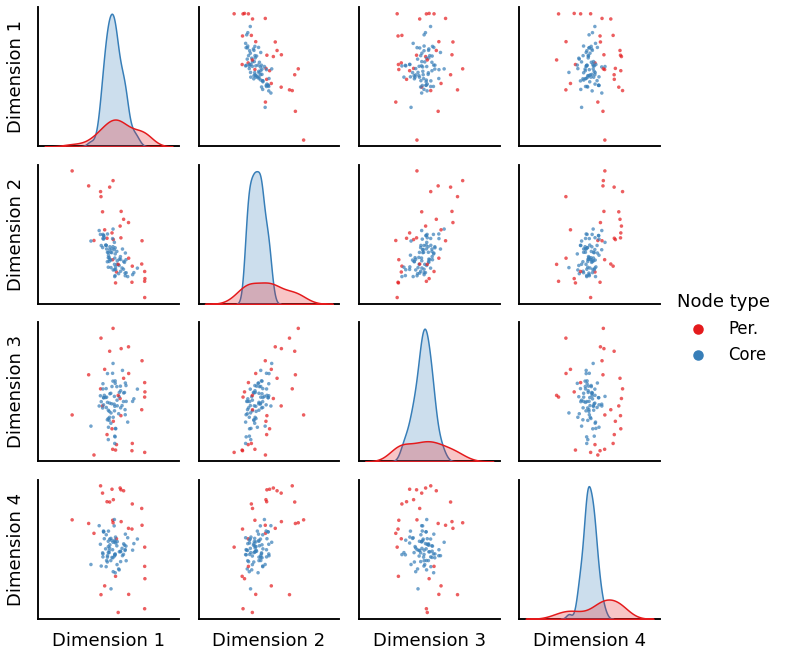 Dimension 1
Dimension 2
Dimension 3
Dimension 4
Node type
Per.
Core
Dimension 1
Dimension 2
Dimension 3
Dimension 4